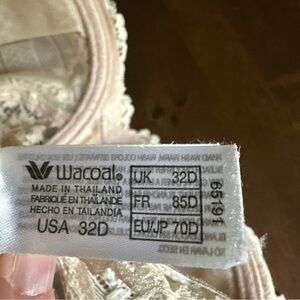 Wacoal®
MADE IN THAILAND
FABRIQUÉ EN THAÏLANDE
HECHO EN TAILANDIA
USA 32D
UK 32D
FR 85D
EU/JP 70D
65191